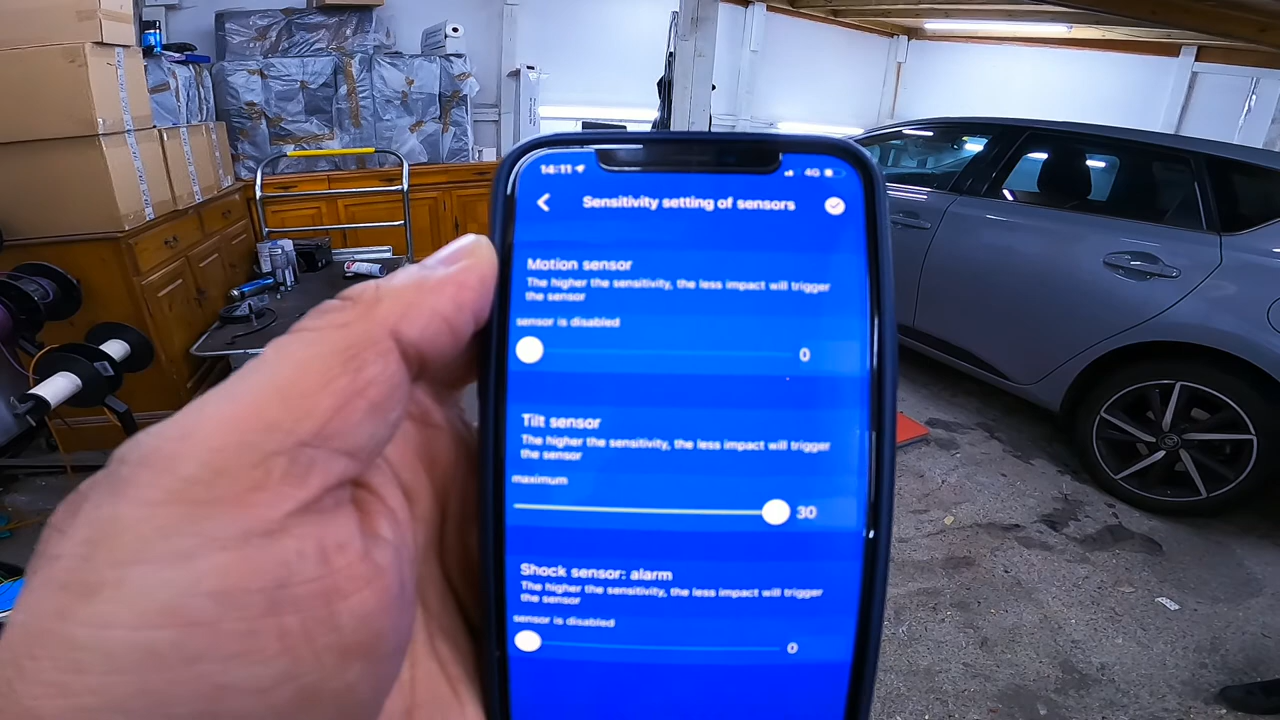 14:11
4G
Sensitivity setting of sensors
Motion sensor
The higher the sensitivity, the less impact will trigger
the sensor
sensor is disabled
0
Tilt sensor
The higher the sensitivity, the less impact will trigger
the sensor
maximum
30
Shock sensor: alarm
The higher the sensitivity, the less impact will trigger
the sensor
sensor is disabled
0